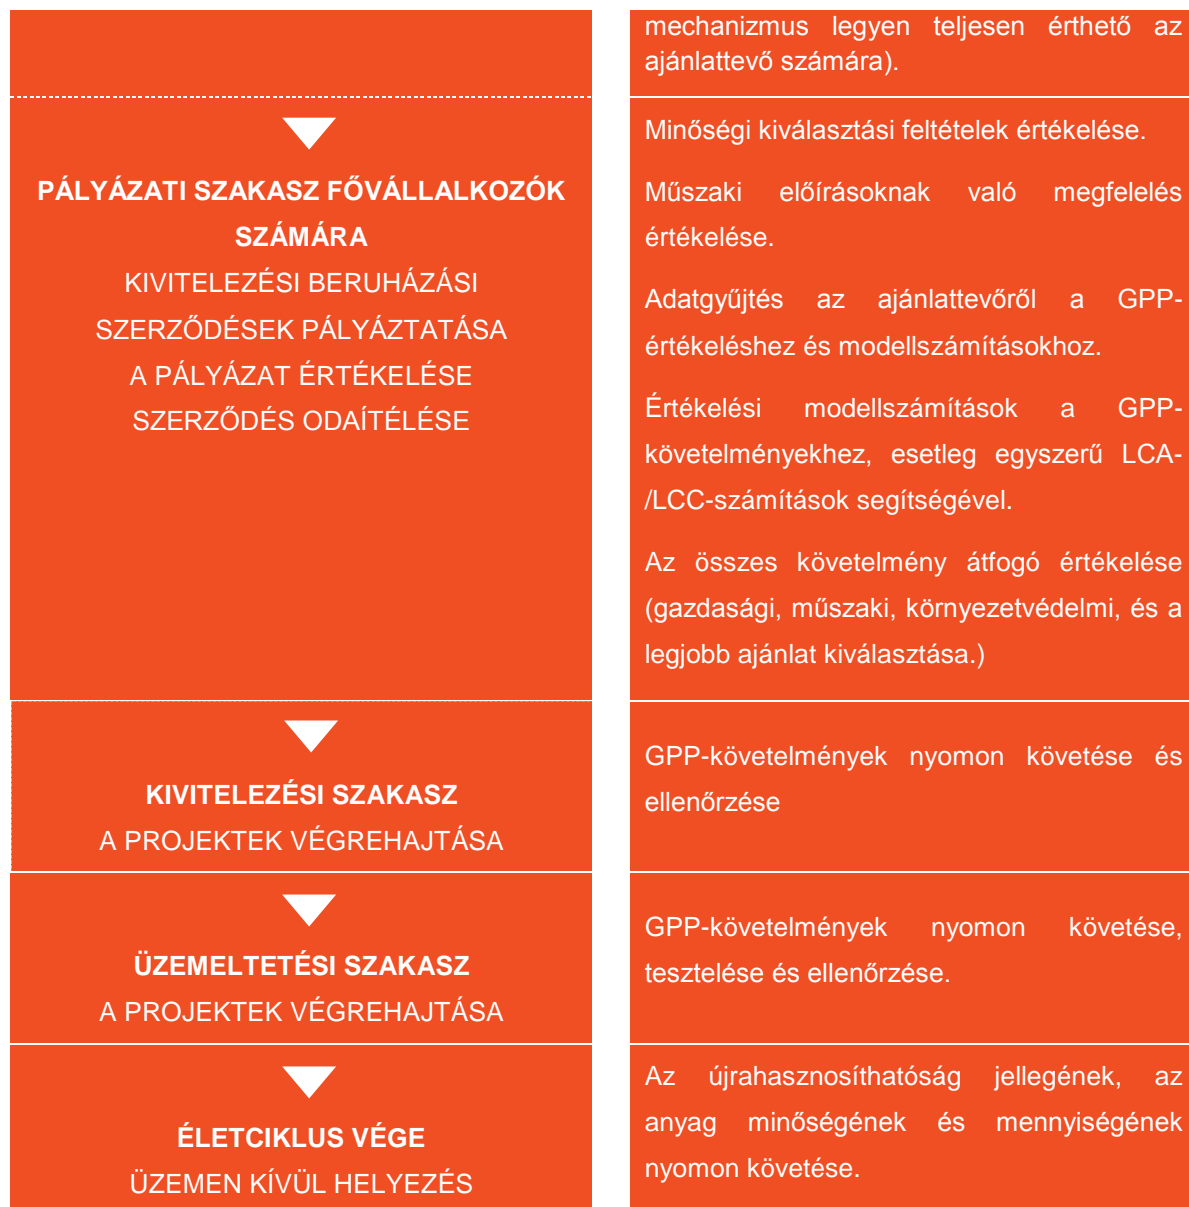 mechanizmus legyen teljesen érthető az
ajánlattevő számára).
PÁLYÁZATI SZAKASZ FŐVÁLLALKOZÓK
SZÁMÁRA
KIVITELEZÉSI BERUHÁZÁSI
SZERZŐDÉSEK PÁLYÁZTATÁSA
A PÁLYÁZAT ÉRTÉKELÉSE
SZERZŐDÉS ODAÍTÉLÉSE
Minőségi kiválasztási feltételek értékelése.
Műszaki előírásoknak való megfelelés
értékelése.
Adatgyűjtés az ajánlattevőről a GPP-
értékeléshez és modellszámításokhoz.
Értékelési modellszámítások a GPP-
követelményekhez, esetleg egyszerű LCA-
/LCC-számítások segítségével.
Az összes követelmény átfogó értékelése
(gazdasági, műszaki, környezetvédelmi, és a
legjobb ajánlat kiválasztása.)
KIVITELEZÉSI SZAKASZ
A PROJEKTEK VÉGREHAJTÁSA
GPP-követelmények nyomon követése és
ellenőrzése
ÜZEMELTETÉSI SZAKASZ
A PROJEKTEK VÉGREHAJTÁSA
GPP-követelmények nyomon követése,
tesztelése és ellenőrzése.
ÉLETCIKLUS VÉGE
ÜZEMEN KÍVÜL HELYEZÉS
Az újrahasznosíthatóság jellegének, az
anyag minőségének és mennyiségének
nyomon követése.